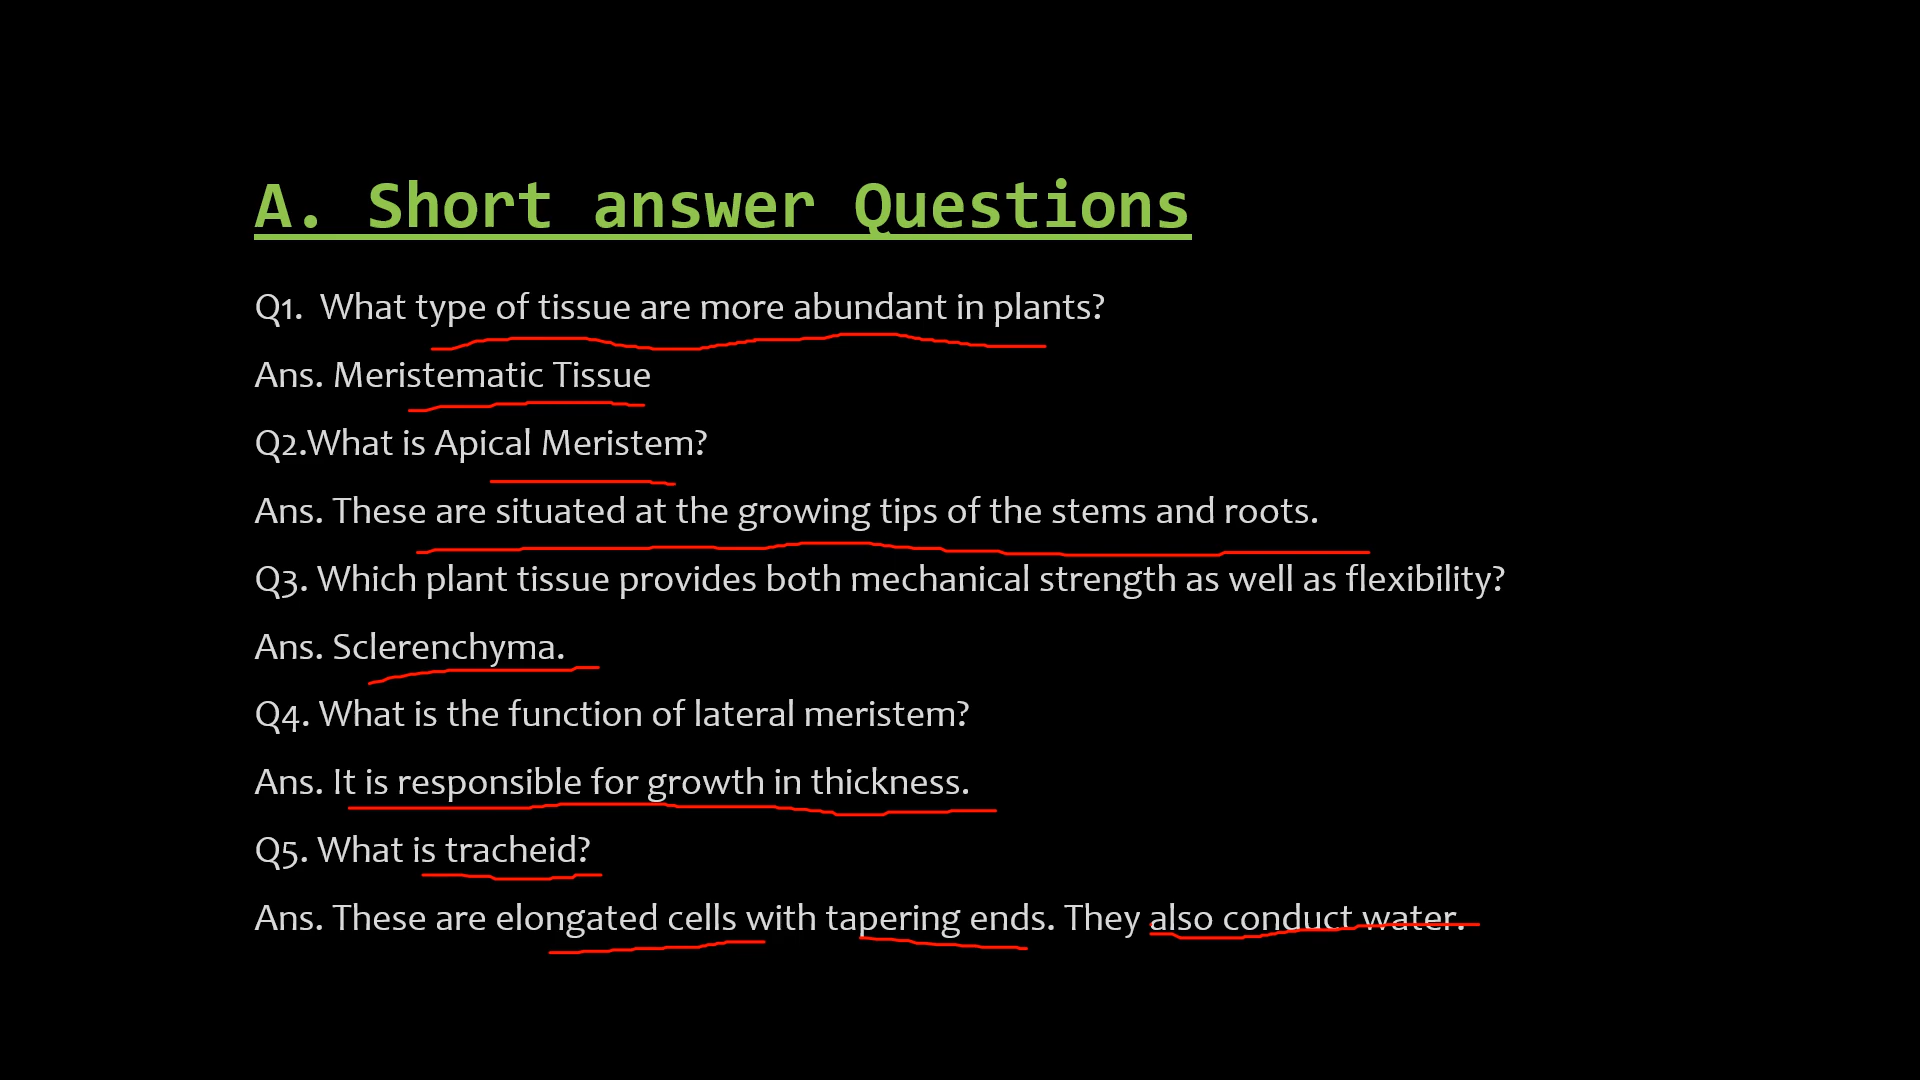 A. Short answer Questions
Q1.  What type of tissue are more abundant in plants?
Ans. Meristematic Tissue
Q2.What is Apical Meristem?
Ans. These are situated at the growing tips of the stems and roots.
Q3. Which plant tissue provides both mechanical strength as well as flexibility?
Ans. Sclerenchyma.
Q4. What is the function of lateral meristem?
Ans. It is responsible for growth in thickness.
Q5. What is tracheid?
Ans. These are elongated cells with tapering ends. They also conduct water.